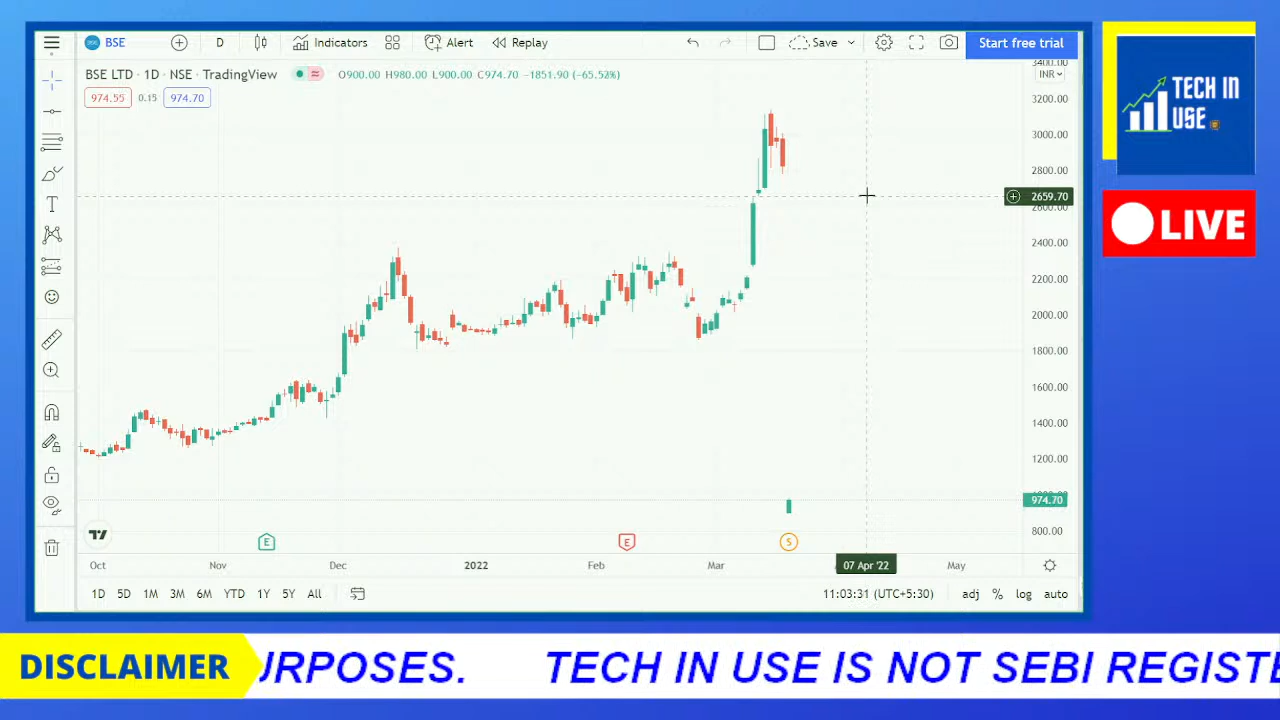 BSE
D
Indicators
Alert
Replay
Save
Start free trial
BSE LTD · 1D · NSE · TradingView
O900.00 H980.00 L900.00 C974.70 −1851.90 (−65.52%)
974.55 0.15 974.70
3400.00
INR
3200.00
3000.00
2800.00
2659.70
2600.00
2400.00
2200.00
2000.00
1800.00
1600.00
1400.00
1200.00
974.70
800.00
E
E
S
Oct Nov Dec 2022 Feb Mar 07 Apr '22 May
1D 5D 1M 3M 6M YTD 1Y 5Y All
11:03:31 (UTC+5:30) adj % log auto
TECH IN
USE
LIVE
DISCLAIMER
URPOSES. TECH IN USE IS NOT SEBI REGISTE